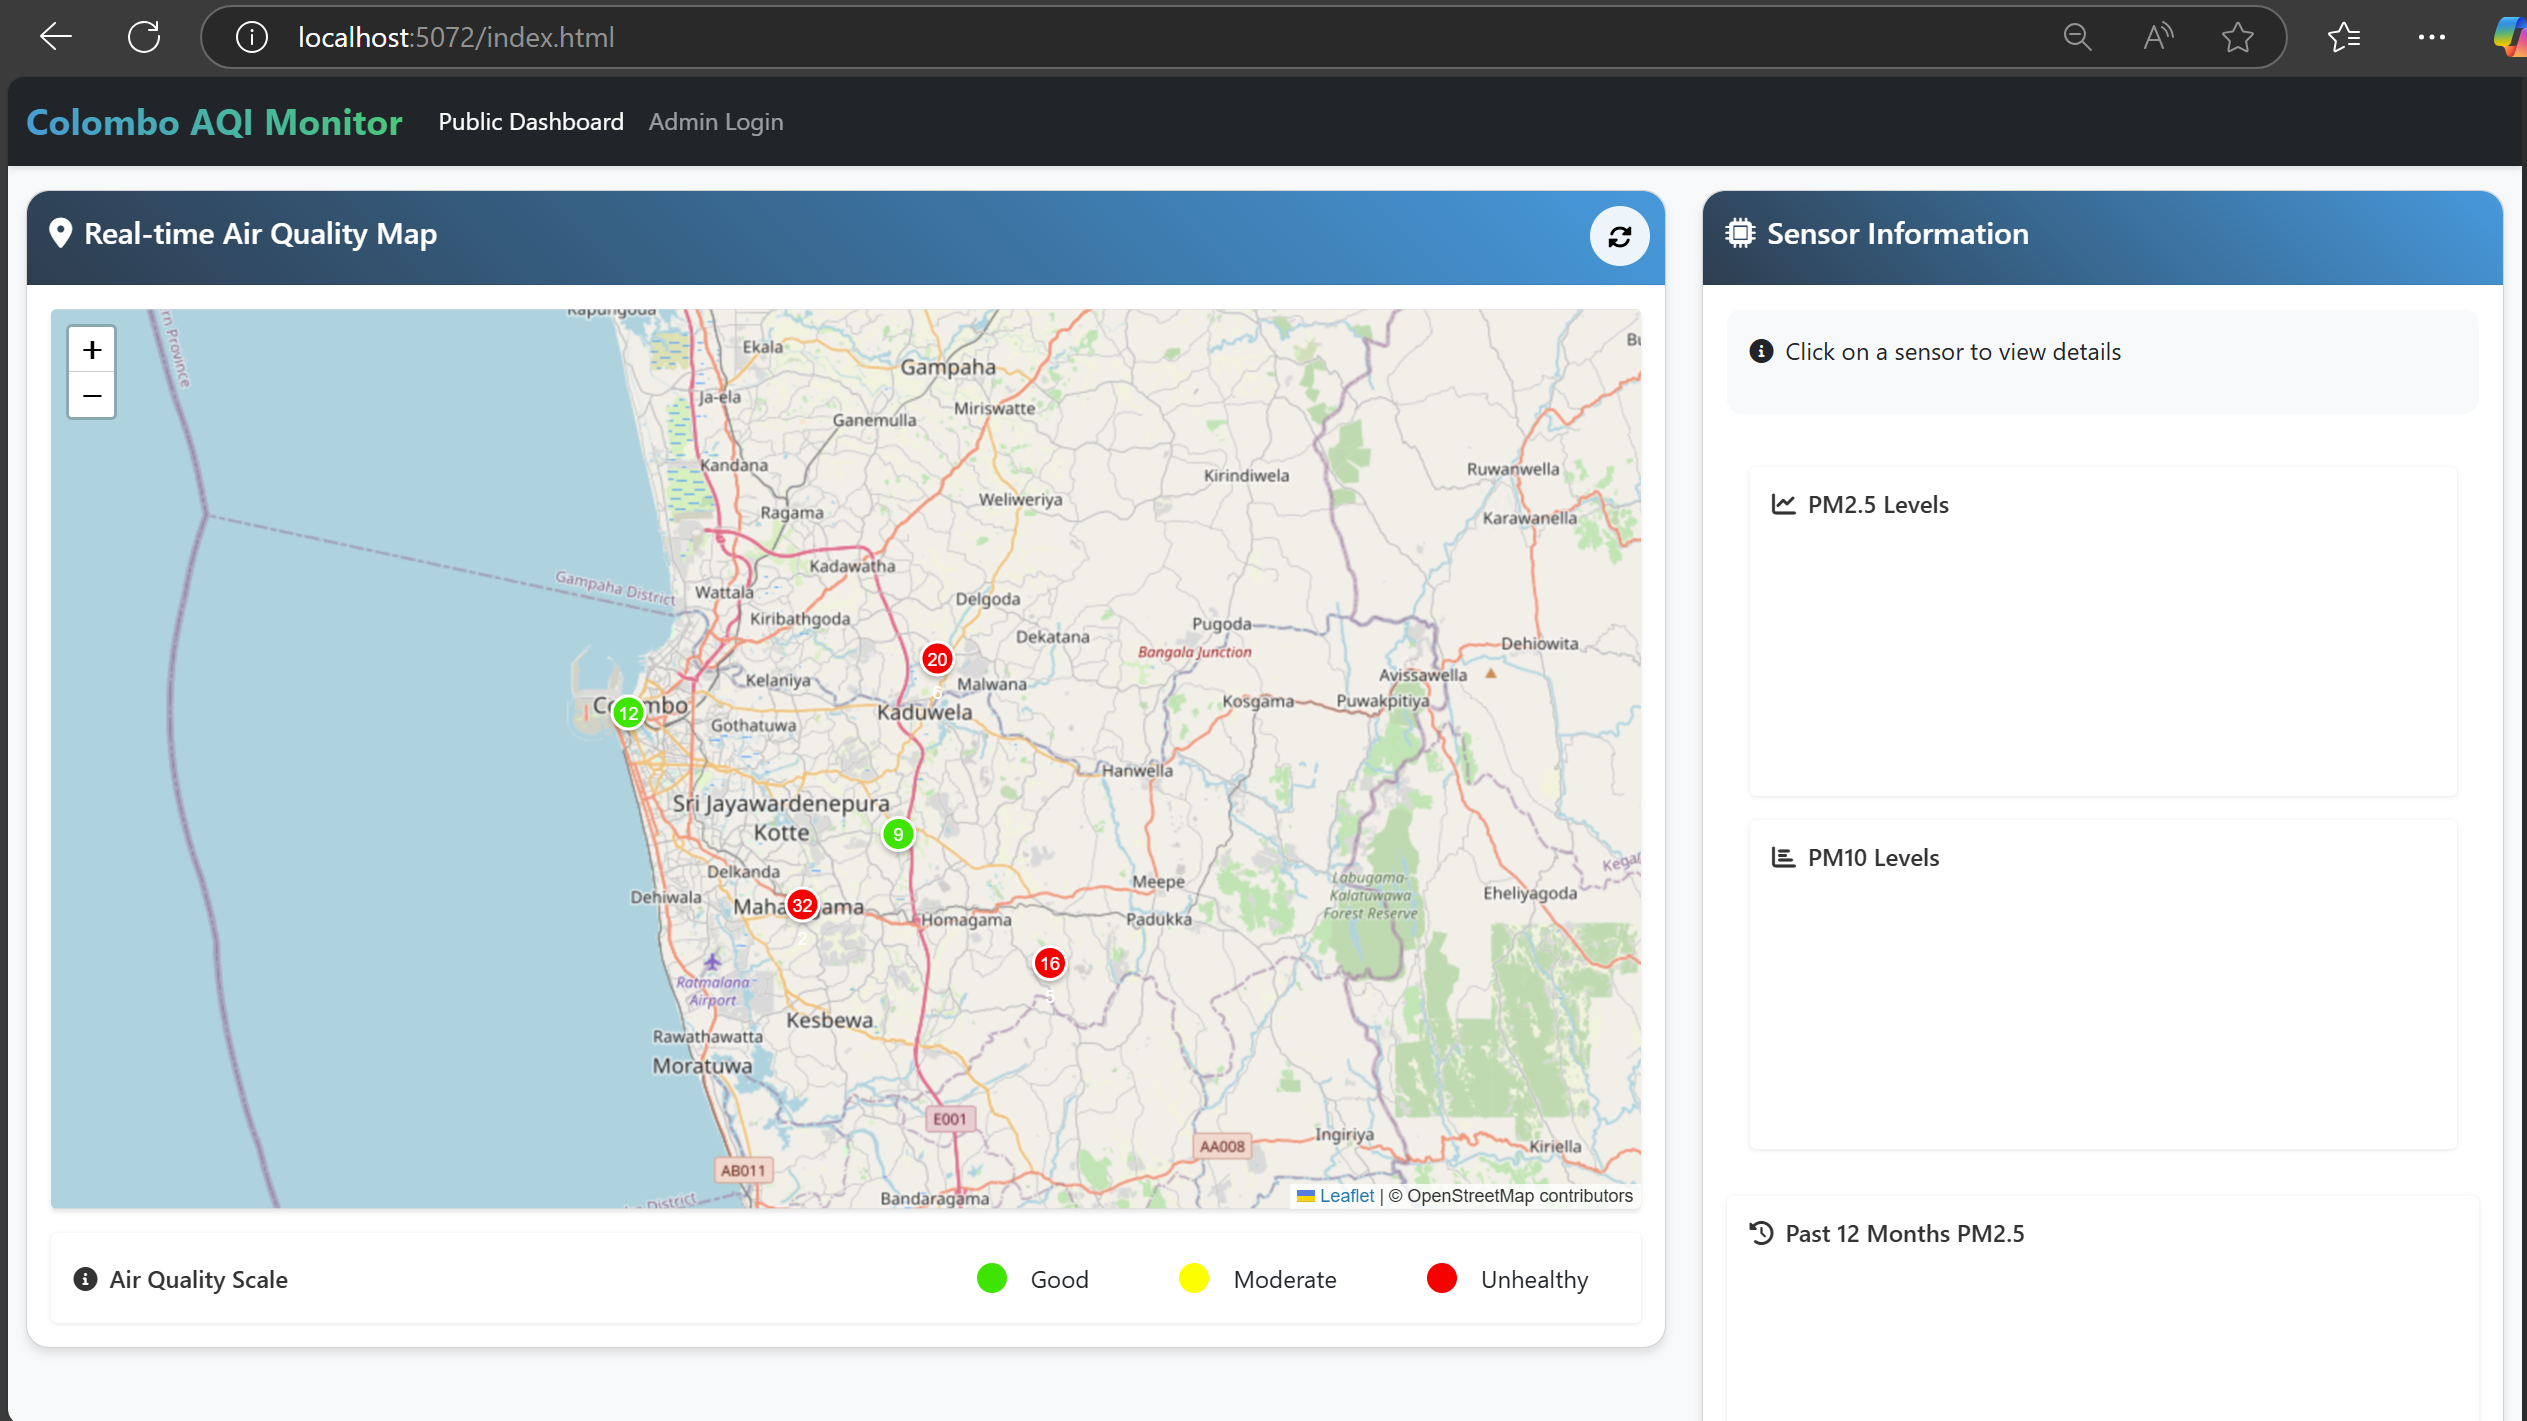 localhost:5072/index.html
Colombo AQI Monitor
Public Dashboard
Admin Login
Real-time Air Quality Map
+
−
Ekala
Gampaha
Ja-ela
Miriswatte
Ganemulla
Kandana
Kirindiwela
Ruwanwella
Weliweriya
Ragama
Karawanella
Kadawatha
Gampaha District
Wattala
Delgoda
Kiribathgoda
Pugoda
Dekatana
Dehiowita
Bangala Junction
20
6
Kelaniya
Malwana
Avissawella
Kosgama
Puwakpitiya
12
Kaduwela
Gothatuwa
Hanwella
Sri Jayawardenepura
Kotte
9
Delkanda
Meepe
Labugama-
Kalatuwawa
Forest Reserve
Eheliyagoda
Dehiwala
32
2
Homagama
Padukka
16
5
Ratmalana
Airport
Kesbewa
Rawathawatta
Moratuwa
E001
Ingiriya
AA008
Kiriella
AB011
Bandaragama
Leaflet | © OpenStreetMap contributors
Air Quality Scale
Good
Moderate
Unhealthy
Sensor Information
Click on a sensor to view details
PM2.5 Levels
PM10 Levels
Past 12 Months PM2.5